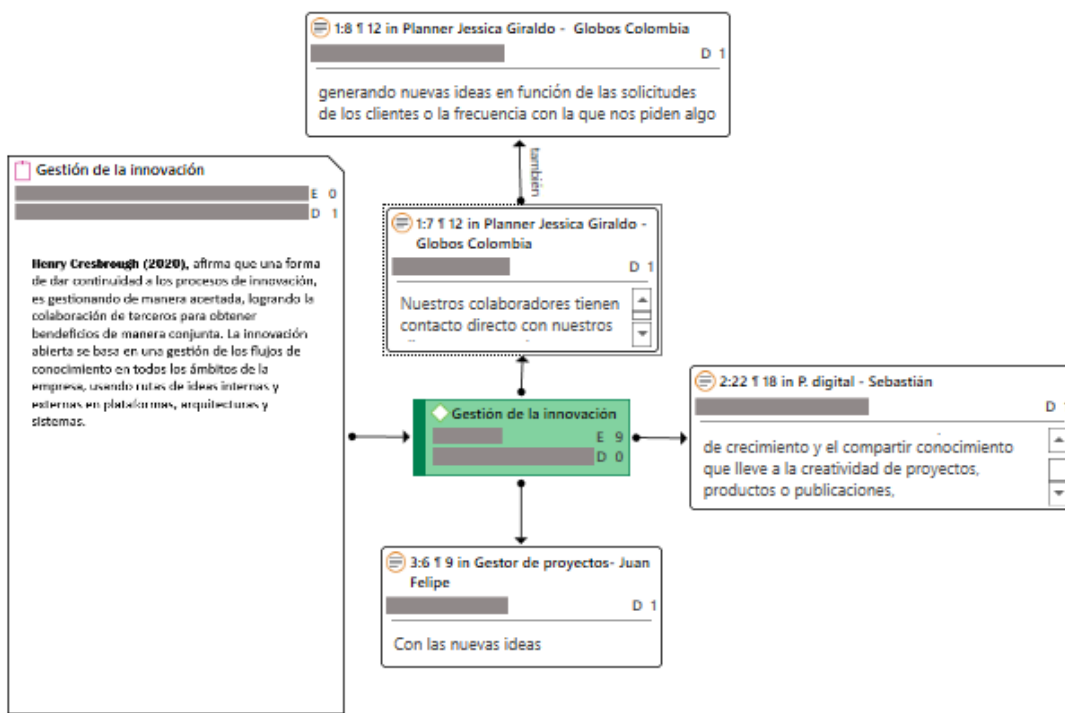 1:8 ¶ 12 in Planner Jessica Giraldo - Globos Colombia
D 1
generando nuevas ideas en función de las solicitudes
de los clientes o la frecuencia con la que nos piden algo
también
Gestión de la innovación
E 0
D 1
Henry Cresbrough (2020), afirma que una forma
de dar continuidad a los procesos de innovación,
es gestionando de manera acertada, logrando la
colaboración de terceros para obtener
bendeficios de manera conjunta. La innovación
abierta se basa en una gestión de los flujos de
conocimiento en todos los ámbitos de la
empresa, usando rutas de ideas internas y
externas en plataformas, arquitecturas y
sistemas.
1:7 ¶ 12 in Planner Jessica Giraldo -
Globos Colombia
D 1
Nuestros colaboradores tienen
contacto directo con nuestros
Gestión de la innovación
E 9
D 0
2:22 ¶ 18 in P. digital - Sebastián
D 1
de crecimiento y el compartir conocimiento
que lleve a la creatividad de proyectos,
productos o publicaciones,
3:6 ¶ 9 in Gestor de proyectos- Juan
Felipe
D 1
Con las nuevas ideas